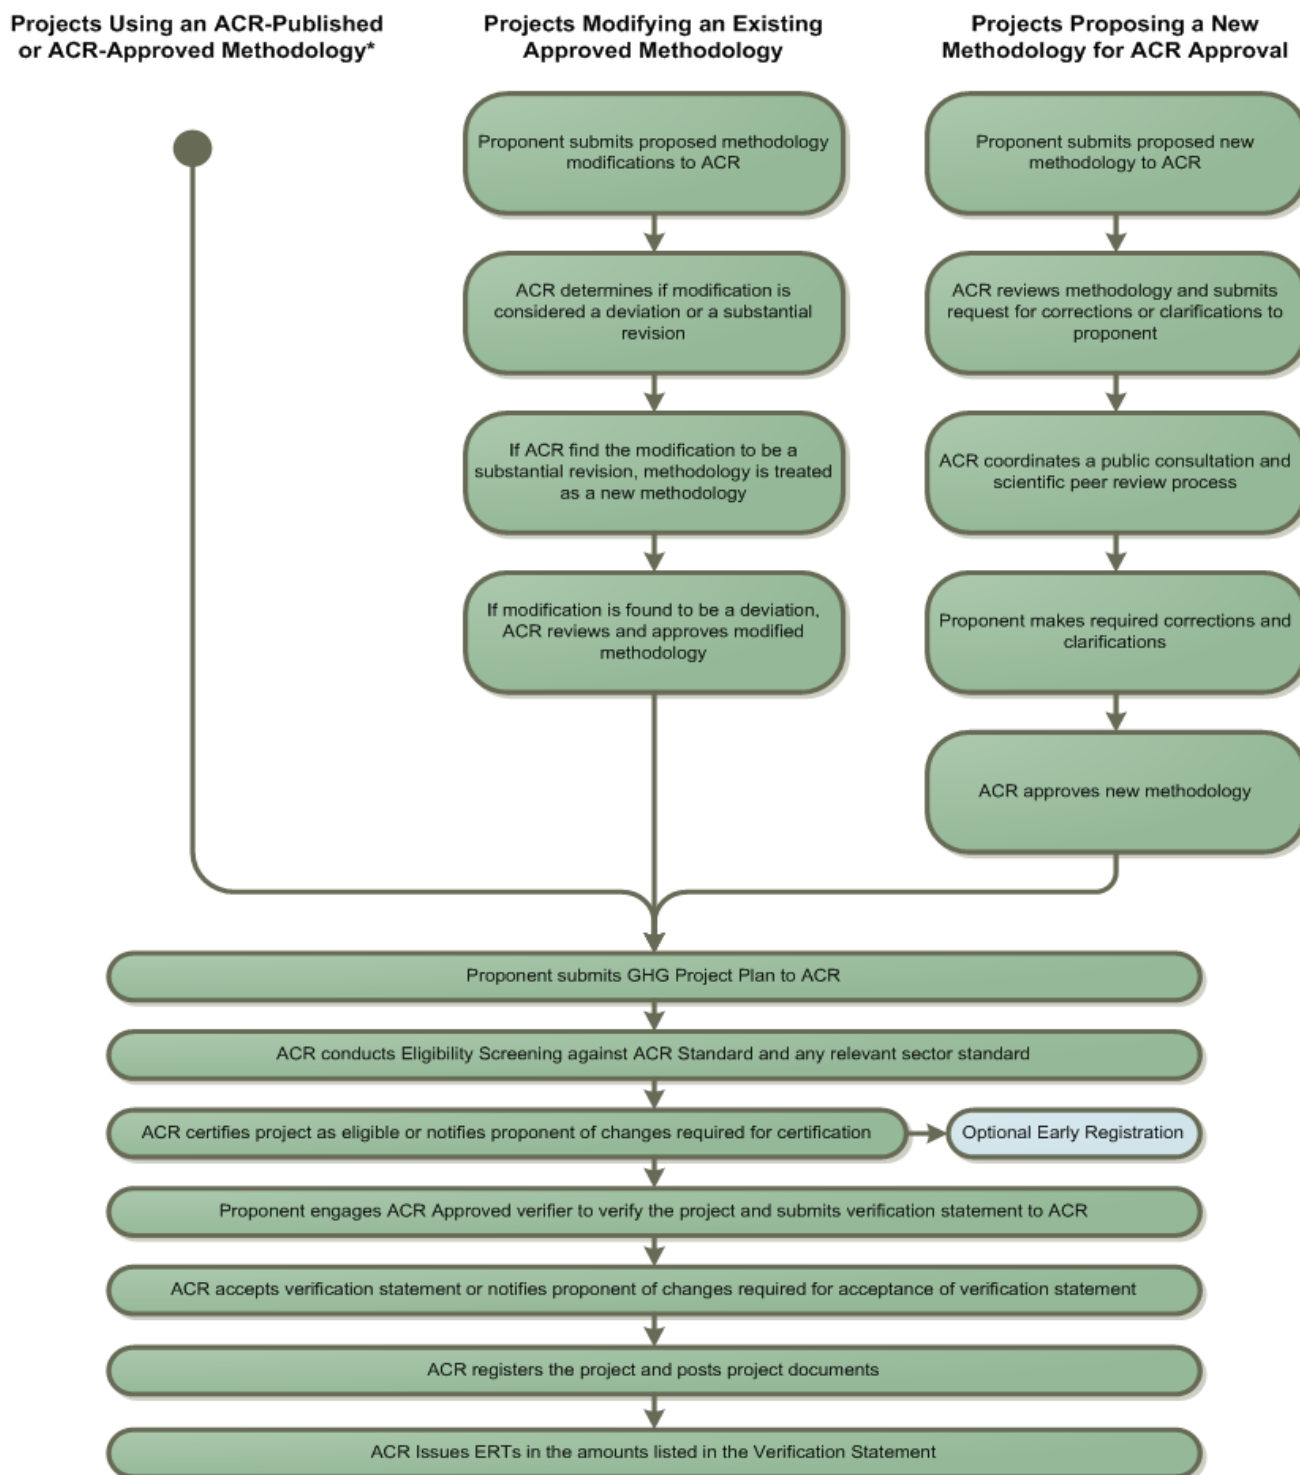 Projects Using an ACR-Published
or ACR-Approved Methodology*
Projects Modifying an Existing
Approved Methodology
Projects Proposing a New
Methodology for ACR Approval
Proponent submits proposed methodology
modifications to ACR
ACR determines if modification is
considered a deviation or a substantial
revision
If ACR find the modification to be a
substantial revision, methodology is treated
as a new methodology
If modification is found to be a deviation,
ACR reviews and approves modified
methodology
Proponent submits proposed new
methodology to ACR
ACR reviews methodology and submits
request for corrections or clarifications to
proponent
ACR coordinates a public consultation and
scientific peer review process
Proponent makes required corrections and
clarifications
ACR approves new methodology
Proponent submits GHG Project Plan to ACR
ACR conducts Eligibility Screening against ACR Standard and any relevant sector standard
ACR certifies project as eligible or notifies proponent of changes required for certification
Optional Early Registration
Proponent engages ACR Approved verifier to verify the project and submits verification statement to ACR
ACR accepts verification statement or notifies proponent of changes required for acceptance of verification statement
ACR registers the project and posts project documents
ACR Issues ERTs in the amounts listed in the Verification Statement